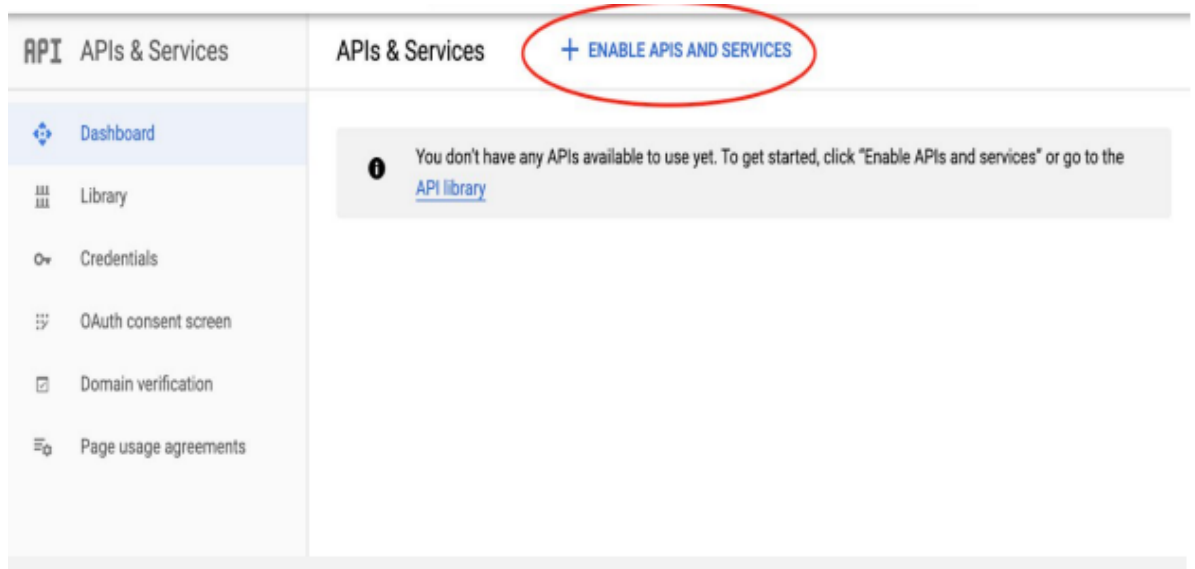 API APIs & Services
APIs & Services
+ ENABLE APIS AND SERVICES
Dashboard
Library
Credentials
OAuth consent screen
Domain verification
Page usage agreements
You don't have any APIs available to use yet. To get started, click “Enable APIs and services” or go to the
API library